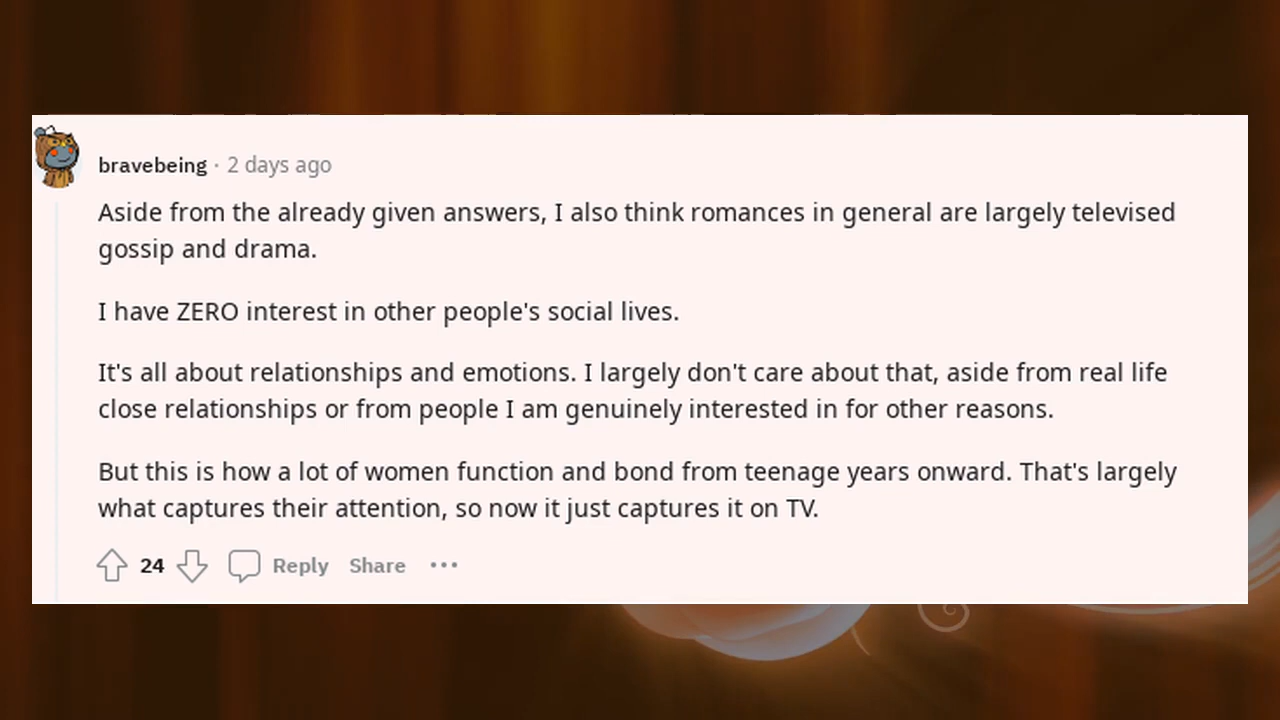 bravebeing · 2 days ago
Aside from the already given answers, I also think romances in general are largely televised
gossip and drama.
I have ZERO interest in other people's social lives.
It's all about relationships and emotions. I largely don't care about that, aside from real life
close relationships or from people I am genuinely interested in for other reasons.
But this is how a lot of women function and bond from teenage years onward. That's largely
what captures their attention, so now it just captures it on TV.
24 Reply Share •••